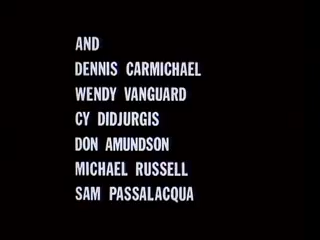 AND
DENNIS CARMICHAEL
WENDY VANGUARD
CY DIDJURGIS
DON AMUNDSON
MICHAEL RUSSELL
SAM PASSALACQUA